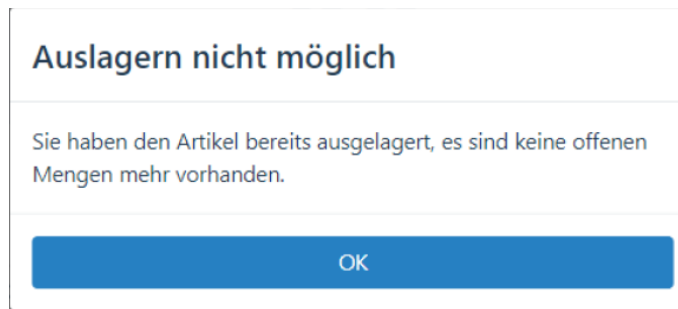 Auslagern nicht möglich
Sie haben den Artikel bereits ausgelagert, es sind keine offenen
Mengen mehr vorhanden.
OK